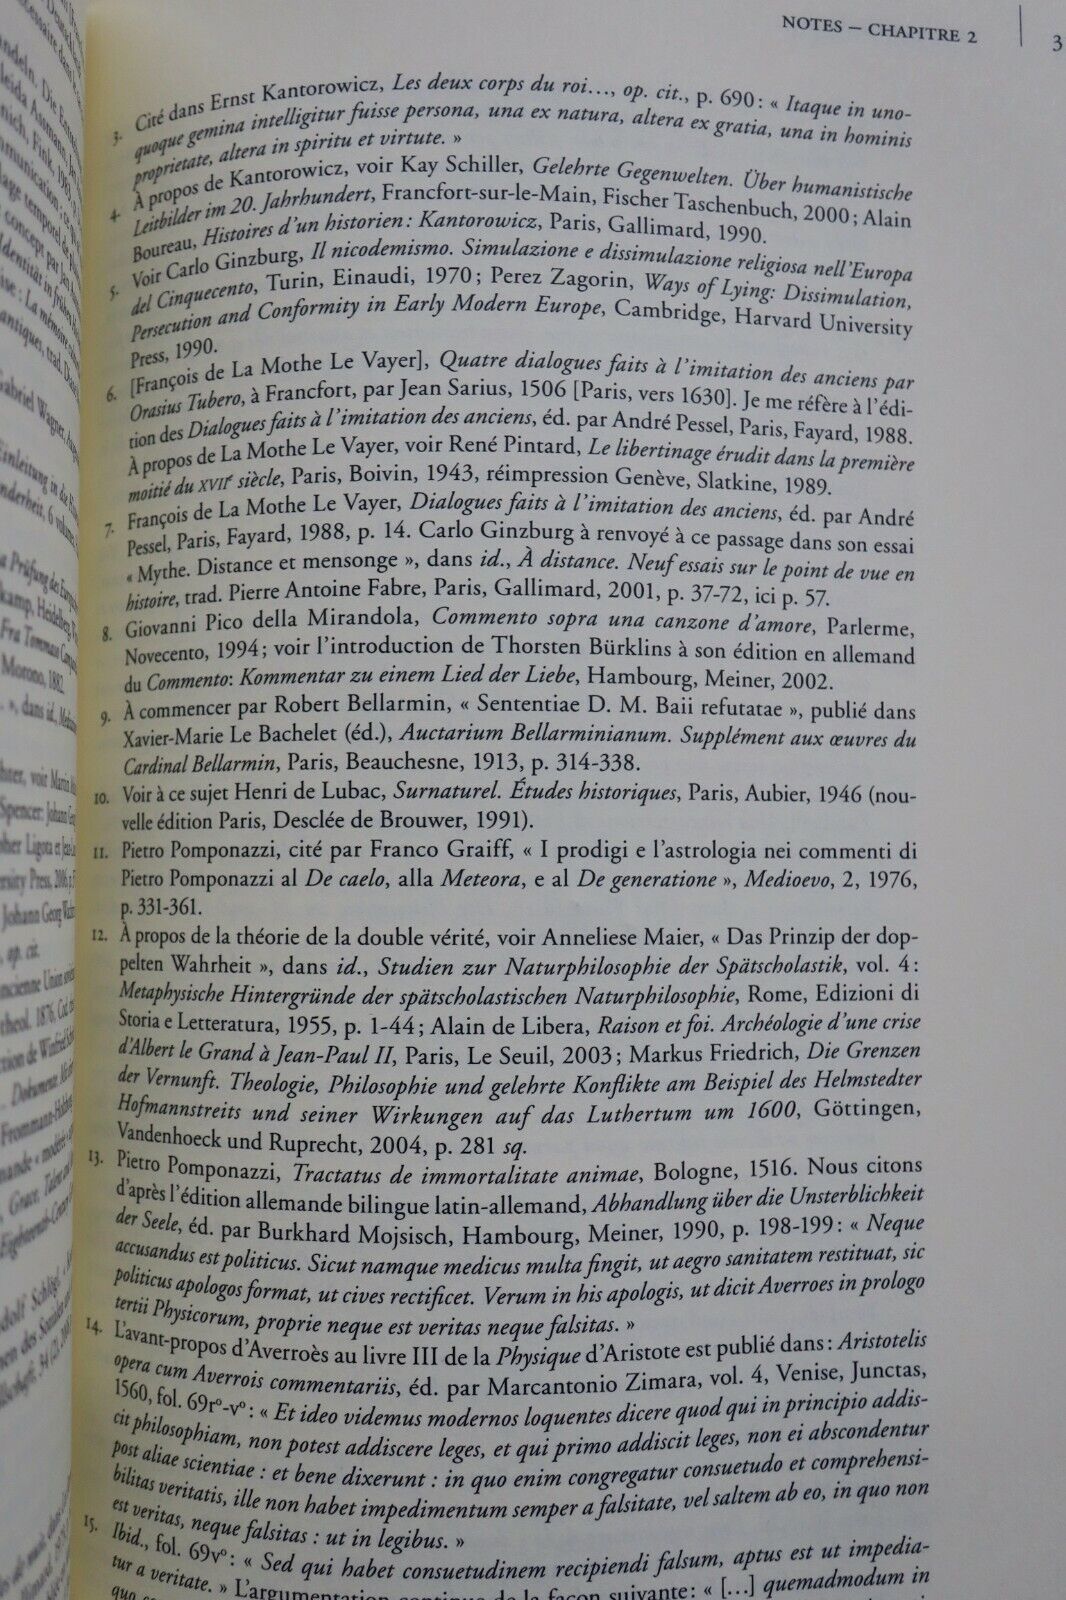 NOTES – CHAPITRE 2
3
3. Cité dans Ernst Kantorowicz, Les deux corps du roi…, op. cit., p. 690 : « Itaque in uno-
quoque gemina intelligitur fuisse persona, una ex natura, altera ex gratia, una in hominis
proprietate, altera in spiritu et virtute. »
4. À propos de Kantorowicz, voir Kay Schiller, Gelehrte Gegenwelten. Über humanistische
Leitbilder im 20. Jahrhundert, Francfort-sur-le-Main, Fischer Taschenbuch, 2000 ; Alain
Boureau, Histoires d'un historien : Kantorowicz, Paris, Gallimard, 1990.
5. Voir Carlo Ginzburg, Il nicodemismo. Simulazione e dissimulazione religiosa nell'Europa
del Cinquecento, Turin, Einaudi, 1970 ; Perez Zagorin, Ways of Lying: Dissimulation,
Persecution and Conformity in Early Modern Europe, Cambridge, Harvard University
Press, 1990.
6. [François de La Mothe Le Vayer], Quatre dialogues faits à l'imitation des anciens par
Orasius Tubero, à Francfort, par Jean Sarius, 1506 [Paris, vers 1630]. Je me réfère à l'édi-
tion des Dialogues faits à l'imitation des anciens, éd. par André Pessel, Paris, Fayard, 1988.
À propos de La Mothe Le Vayer, voir René Pintard, Le libertinage érudit dans la première
moitié du XVIIe siècle, Paris, Boivin, 1943, réimpression Genève, Slatkine, 1989.
7. François de La Mothe Le Vayer, Dialogues faits à l'imitation des anciens, éd. par André
Pessel, Paris, Fayard, 1988, p. 14. Carlo Ginzburg à renvoyé à ce passage dans son essai
« Mythe. Distance et mensonge », dans id., À distance. Neuf essais sur le point de vue en
histoire, trad. Pierre Antoine Fabre, Paris, Gallimard, 2001, p. 37-72, ici p. 57.
8. Giovanni Pico della Mirandola, Commento sopra una canzone d'amore, Parlerme,
Novecento, 1994 ; voir l'introduction de Thorsten Bürklins à son édition en allemand
du Commento: Kommentar zu einem Lied der Liebe, Hambourg, Meiner, 2002.
9. À commencer par Robert Bellarmin, « Sententiae D. M. Baii refutatae », publié dans
Xavier-Marie Le Bachelet (éd.), Auctarium Bellarminianum. Supplément aux œuvres du
Cardinal Bellarmin, Paris, Beauchesne, 1913, p. 314-338.
10. Voir à ce sujet Henri de Lubac, Surnaturel. Études historiques, Paris, Aubier, 1946 (nou-
velle édition Paris, Desclée de Brouwer, 1991).
11. Pietro Pomponazzi, cité par Franco Graiff, « I prodigi e l'astrologia nei commenti di
Pietro Pomponazzi al De caelo, alla Meteora, e al De generatione », Medioevo, 2, 1976,
p. 331-361.
12. À propos de la théorie de la double vérité, voir Anneliese Maier, « Das Prinzip der dop-
pelten Wahrheit », dans id., Studien zur Naturphilosophie der Spätscholastik, vol. 4 :
Metaphysische Hintergründe der spätscholastischen Naturphilosophie, Rome, Edizioni di
Storia e Letteratura, 1955, p. 1-44 ; Alain de Libera, Raison et foi. Archéologie d'une crise
d'Albert le Grand à Jean-Paul II, Paris, Le Seuil, 2003 ; Markus Friedrich, Die Grenzen
der Vernunft. Theologie, Philosophie und gelehrte Konflikte am Beispiel des Helmstedter
Hofmannstreits und seiner Wirkungen auf das Luthertum um 1600, Göttingen,
Vandenhoeck und Ruprecht, 2004, p. 281 sq.
13. Pietro Pomponazzi, Tractatus de immortalitate animae, Bologne, 1516. Nous citons
d'après l'édition allemande bilingue latin-allemand, Abhandlung über die Unsterblichkeit
der Seele, éd. par Burkhard Mojsisch, Hambourg, Meiner, 1990, p. 198-199 : « Neque
accusandus est politicus. Sicut namque medicus multa fingit, ut aegro sanitatem restituat, sic
politicus apologos format, ut cives rectificet. Verum in his apologis, ut dicit Averroes in prologo
tertii Physicorum, proprie neque est veritas neque falsitas. »
14. L'avant-propos d'Averroès au livre III de la Physique d'Aristote est publié dans : Aristotelis
opera cum Averrois commentariis, éd. par Marcantonio Zimara, vol. 4, Venise, Junctas,
1560, fol. 69rº-vº : « Et ideo videmus modernos loquentes dicere quod qui in principio addis-
cit philosophiam, non potest addiscere leges, et qui primo addiscit leges, non ei abscondentur
post aliae scientiae : et bene dixerunt : in quo enim congregatur consuetudo et comprehensi-
bilitas veritatis, ille non habet impedimentum semper a falsitate, vel saltem ab eo, in quo non
est veritas, neque falsitas : ut in legibus. »
15. Ibid., fol. 69vº : « Sed qui habet consuetudinem recipiendi falsum, aptus est ut impedia-
tur a veritate. » L'argumentation continue de la façon suivante : « […] quemadmodum in